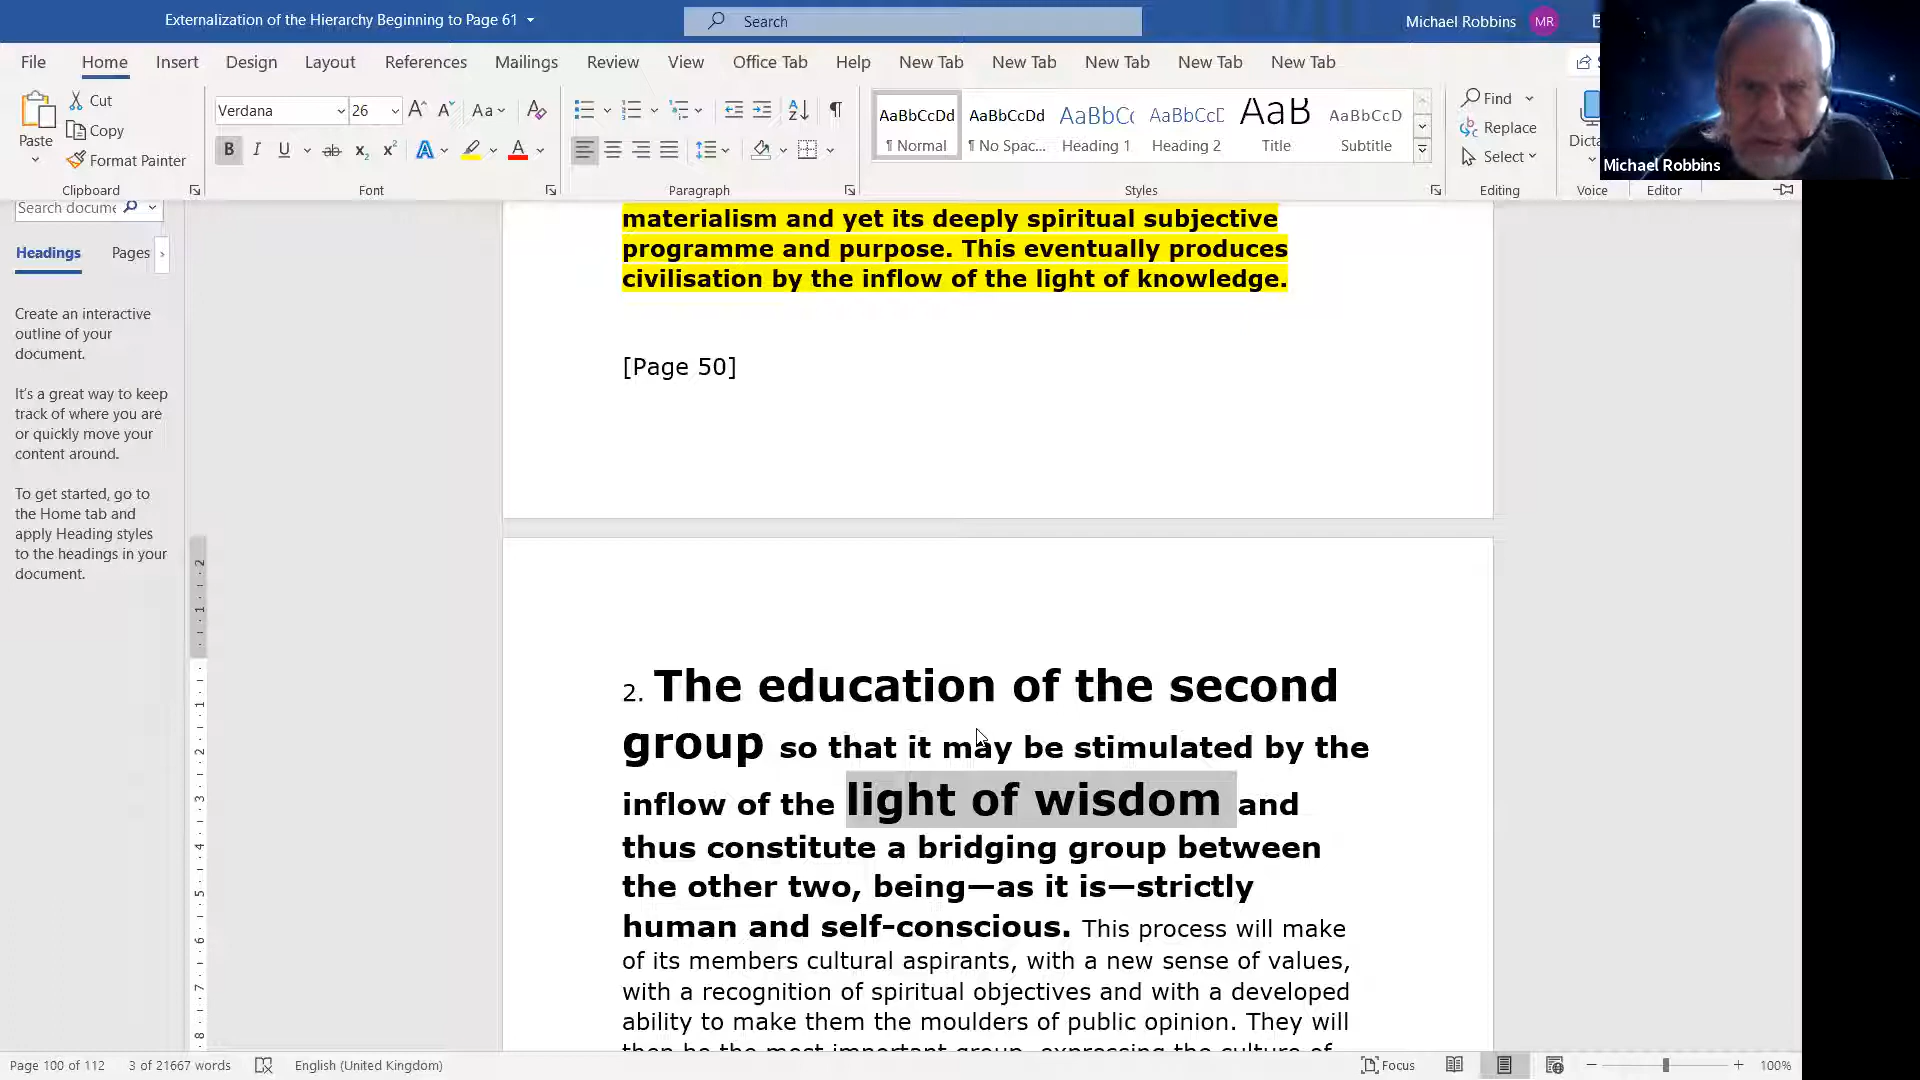 Externalization of the Hierarchy Beginning to Page 61
Search
Michael Robbins MR
File Home Insert Design Layout References Mailings Review View Office Tab Help New Tab New Tab New Tab New Tab New Tab
Paste
Cut
Copy
Format Painter
Clipboard
Verdana 26
Font
Paragraph
AaBbCcDd AaBbCcDd AaBbCc AaBbCcD AaB AaBbCcD
¶ Normal ¶ No Spac... Heading 1 Heading 2 Title Subtitle
Styles
Find
Replace
Select
Editing
Voice
Editor
Michael Robbins
Headings Pages
Create an interactive
outline of your
document.
It's a great way to keep
track of where you are
or quickly move your
content around.
To get started, go to
the Home tab and
apply Heading styles
to the headings in your
document.
materialism and yet its deeply spiritual subjective
programme and purpose. This eventually produces
civilisation by the inflow of the light of knowledge.
[Page 50]
2. The education of the second
group so that it may be stimulated by the
inflow of the light of wisdom and
thus constitute a bridging group between
the other two, being—as it is—strictly
human and self-conscious. This process will make
of its members cultural aspirants, with a new sense of values,
with a recognition of spiritual objectives and with a developed
ability to make them the moulders of public opinion. They will
then be the most important group, expressing the culture of
Page 100 of 112 3 of 21667 words English (United Kingdom) Focus 100%